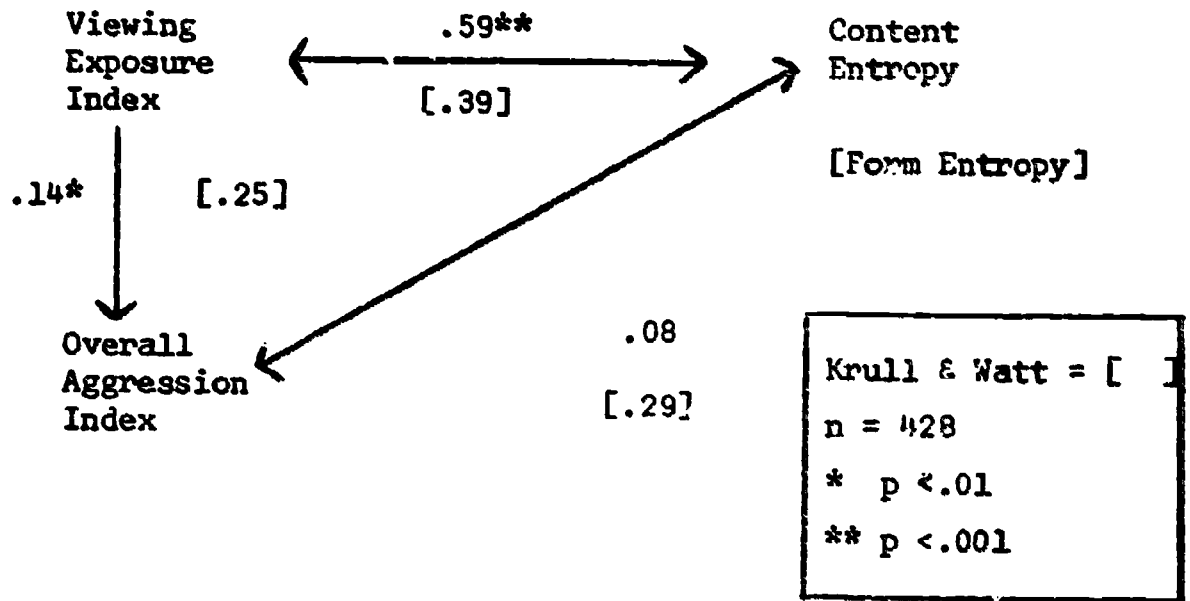 Viewing
Exposure
Index
.59**
[.39]
Content
Entropy
[Form Entropy]
.14*
[.25]
Overall
Aggression
Index
.08
[.29]
Krull & Watt = [ ]
n = 428
* p <.01
** p <.001